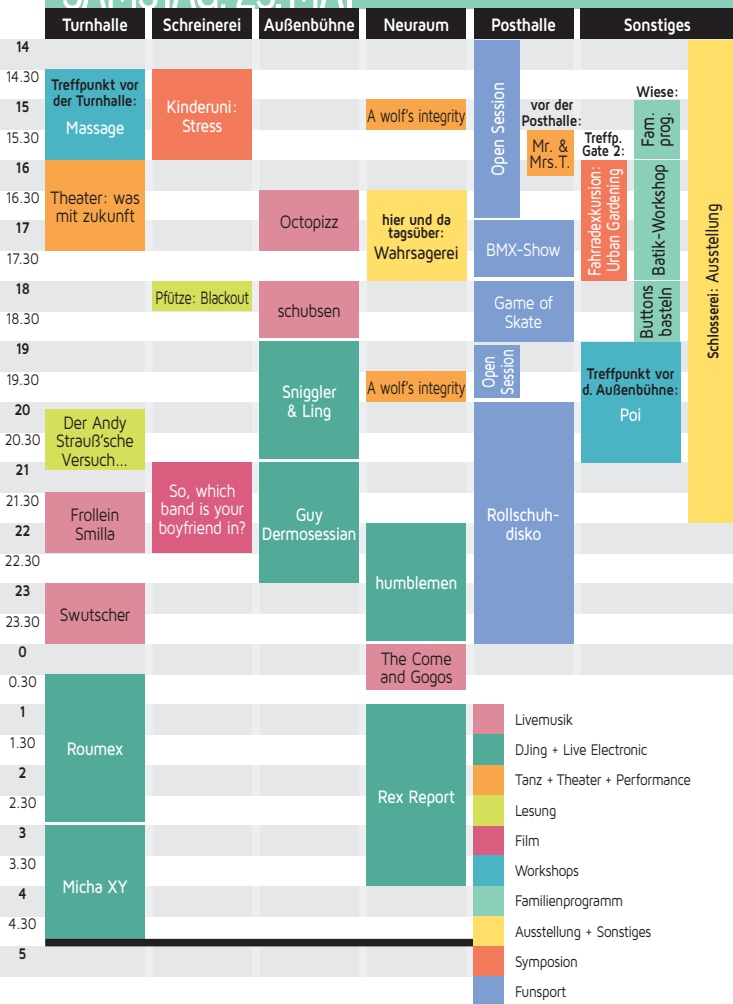 SAMSTAG. 23. MAI
Turnhalle
Schreinerei
Außenbühne
Neuraum
Posthalle
Sonstiges
14
14.30
15
15.30
16
16.30
17
17.30
18
18.30
19
19.30
20
20.30
21
21.30
22
22.30
23
23.30
0
0.30
1
1.30
2
2.30
3
3.30
4
4.30
5
Treffpunkt vor
der Turnhalle:
Massage
Theater: was
mit zukunft
Der Andy
Strauß'sche
Versuch...
Frollein
Smilla
Swutscher
Roumex
Micha XY
Kinderuni:
Stress
Pfütze: Blackout
So, which
band is your
boyfriend in?
Octopizz
schubsen
Sniggler
& Ling
Guy
Dermosessian
A wolf's integrity
hier und da
tagsüber:
Wahrsagerei
A wolf's integrity
humblemen
The Come
and Gogos
Rex Report
Open Session
vor der
Posthalle:
Mr. &
Mrs.T.
BMX-Show
Game of
Skate
Open
Session
Rollschuh-
disko
Treffp.
Gate 2:
Fahrradexkursion:
Urban Gardening
Wiese:
Fam.
prog.
Batik-Workshop
Buttons
basteln
Treffpunkt vor
d. Außenbühne:
Poi
Schlosserei: Ausstellung
Livemusik
DJing + Live Electronic
Tanz + Theater + Performance
Lesung
Film
Workshops
Familienprogramm
Ausstellung + Sonstiges
Symposion
Funsport